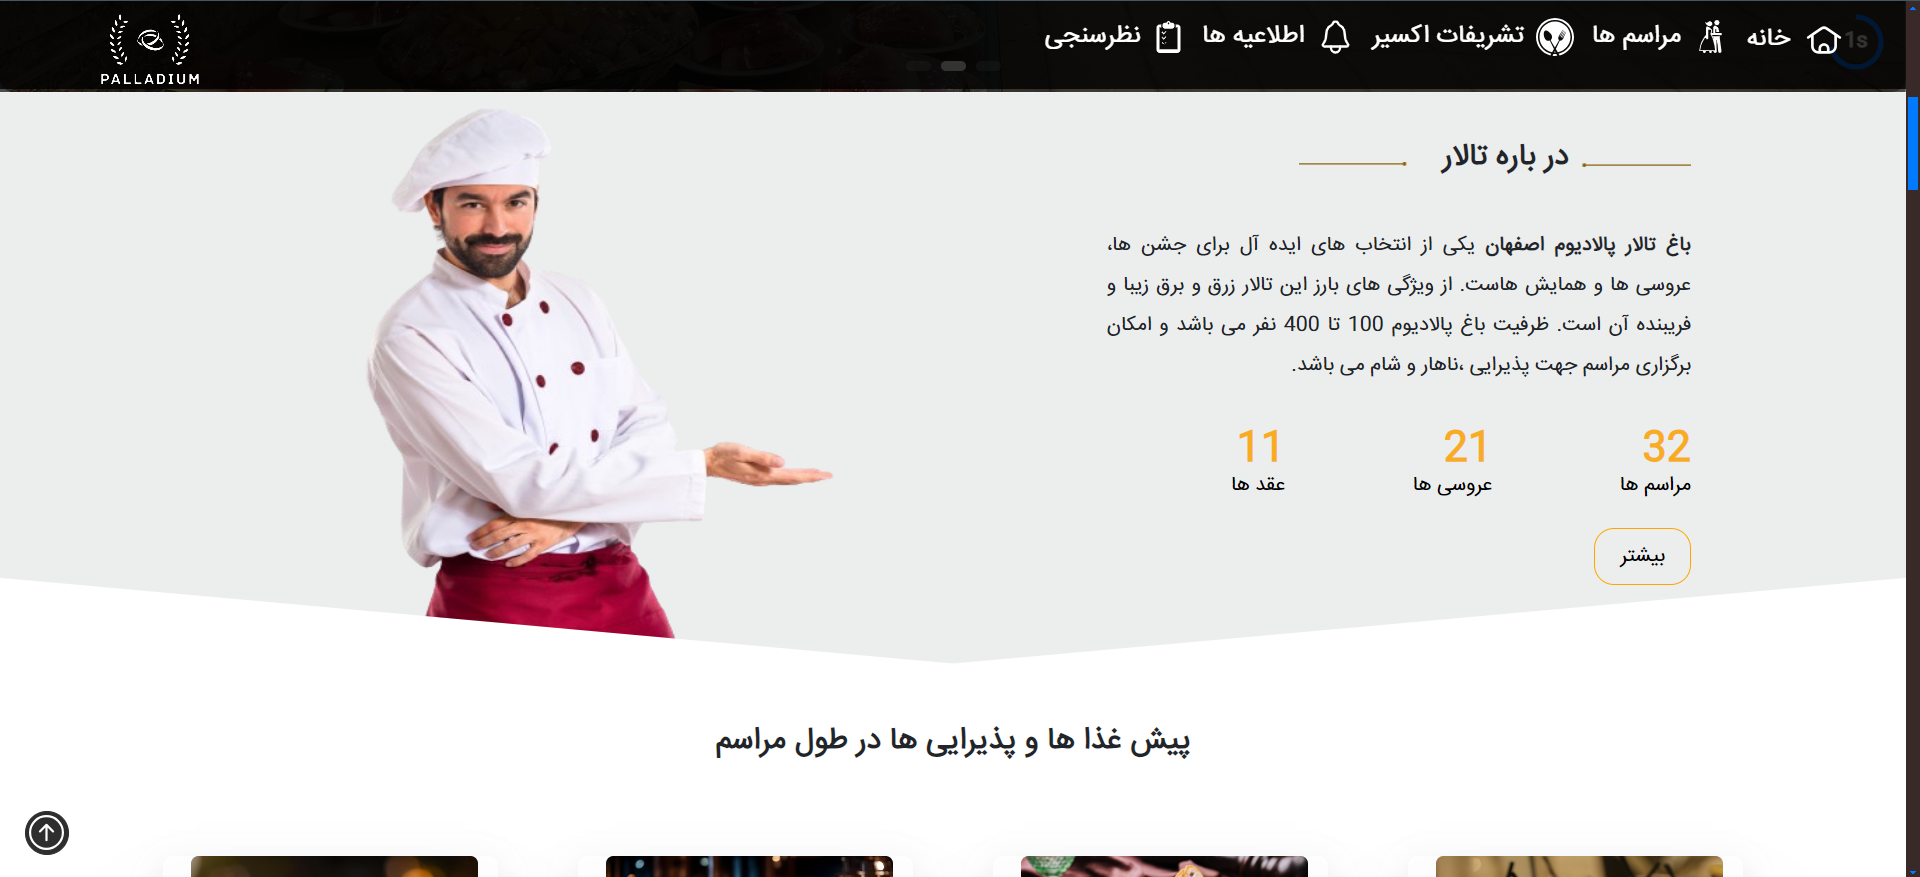 خانه
مراسم ها
تشریفات اکسیر
اطلاعیه ها
نظرسنجی
1s
PALLADIUM
در باره تالار
باغ تالار پالادیوم اصفهان یکی از انتخاب های ایده آل برای جشن ها،
عروسی ها و همایش هاست. از ویژگی های بارز این تالار زرق و برق زیبا و
فریبنده آن است. ظرفیت باغ پالادیوم 100 تا 400 نفر می باشد و امکان
برگزاری مراسم جهت پذیرایی ،ناهار و شام می باشد.
32
مراسم ها
21
عروسی ها
11
عقد ها
بیشتر
پیش غذا ها و پذیرایی ها در طول مراسم